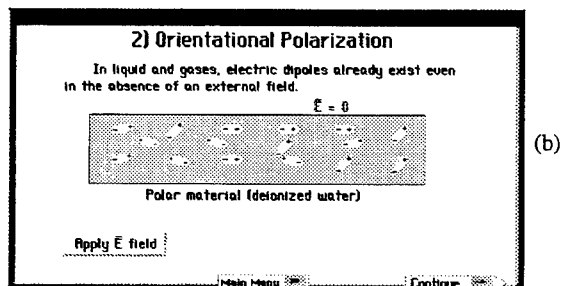 2) Orientational Polarization
In liquid and gases, electric dipoles already exist even
in the absence of an external field.
Ē = 0
Polar material (deionized water)
(b)
Apply Ē field
Main Menu
Continue